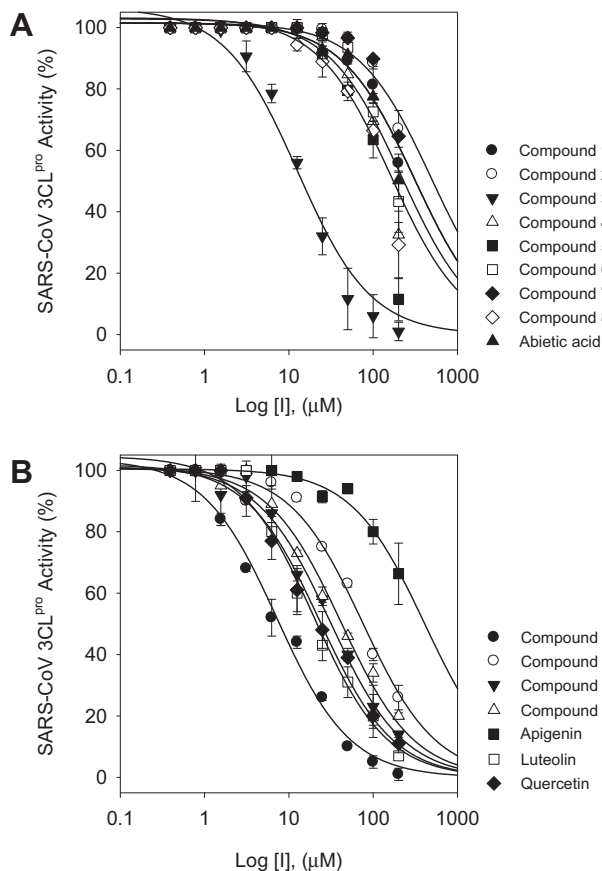 A
100
80
60
40
20
0
SARS-CoV 3CLpro Activity (%)
0.1 1 10 100 1000
Log [I], (μM)
Compound
Compound
Compound
Compound
Compound
Compound
Compound
Compound
Abietic acid
B
100
80
60
40
20
0
SARS-CoV 3CLpro Activity (%)
0.1 1 10 100 1000
Log [I], (μM)
Compound
Compound
Compound
Compound
Apigenin
Luteolin
Quercetin